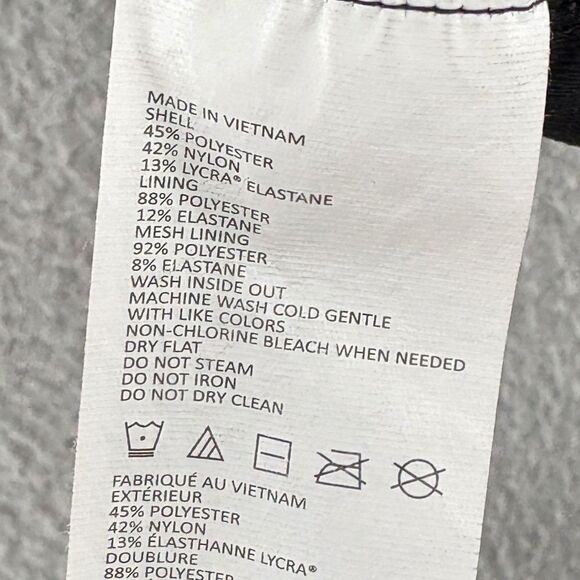 MADE IN VIETNAM
SHELL
45% POLYESTER
42% NYLON
13% LYCRA® ELASTANE
LINING
88% POLYESTER
12% ELASTANE
MESH LINING
92% POLYESTER
8% ELASTANE
WASH INSIDE OUT
MACHINE WASH COLD GENTLE
WITH LIKE COLORS
NON-CHLORINE BLEACH WHEN NEEDED
DRY FLAT
DO NOT STEAM
DO NOT IRON
DO NOT DRY CLEAN
FABRIQUÉ AU VIETNAM
EXTÉRIEUR
45% POLYESTER
42% NYLON
13% ÉLASTHANNE LYCRA®
DOUBLURE
88% POLYESTER